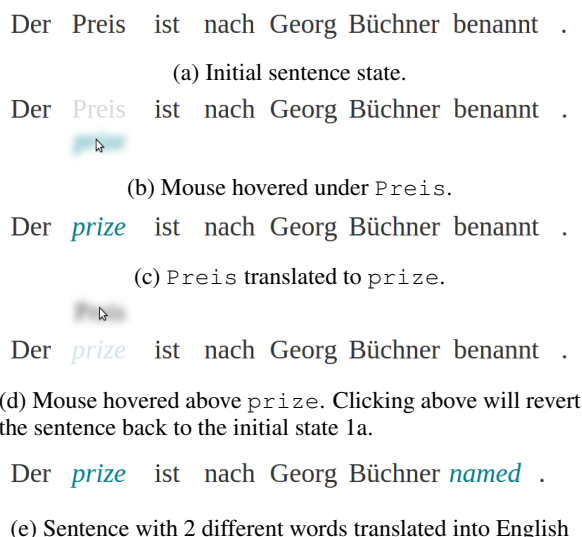 Der Preis ist nach Georg Büchner benannt .
(a) Initial sentence state.
Der Preis ist nach Georg Büchner benannt .
(b) Mouse hovered under Preis.
Der prize ist nach Georg Büchner benannt .
(c) Preis translated to prize.
Preis
Der prize ist nach Georg Büchner benannt .
(d) Mouse hovered above prize. Clicking above will revert
the sentence back to the initial state 1a.
Der prize ist nach Georg Büchner named .
(e) Sentence with 2 different words translated into English